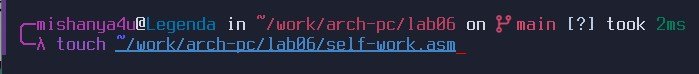 mishanya4u@Legenda in ~/work/arch-pc/lab06 on main [?] took 2ms
λ touch ~/work/arch-pc/lab06/self-work.asm